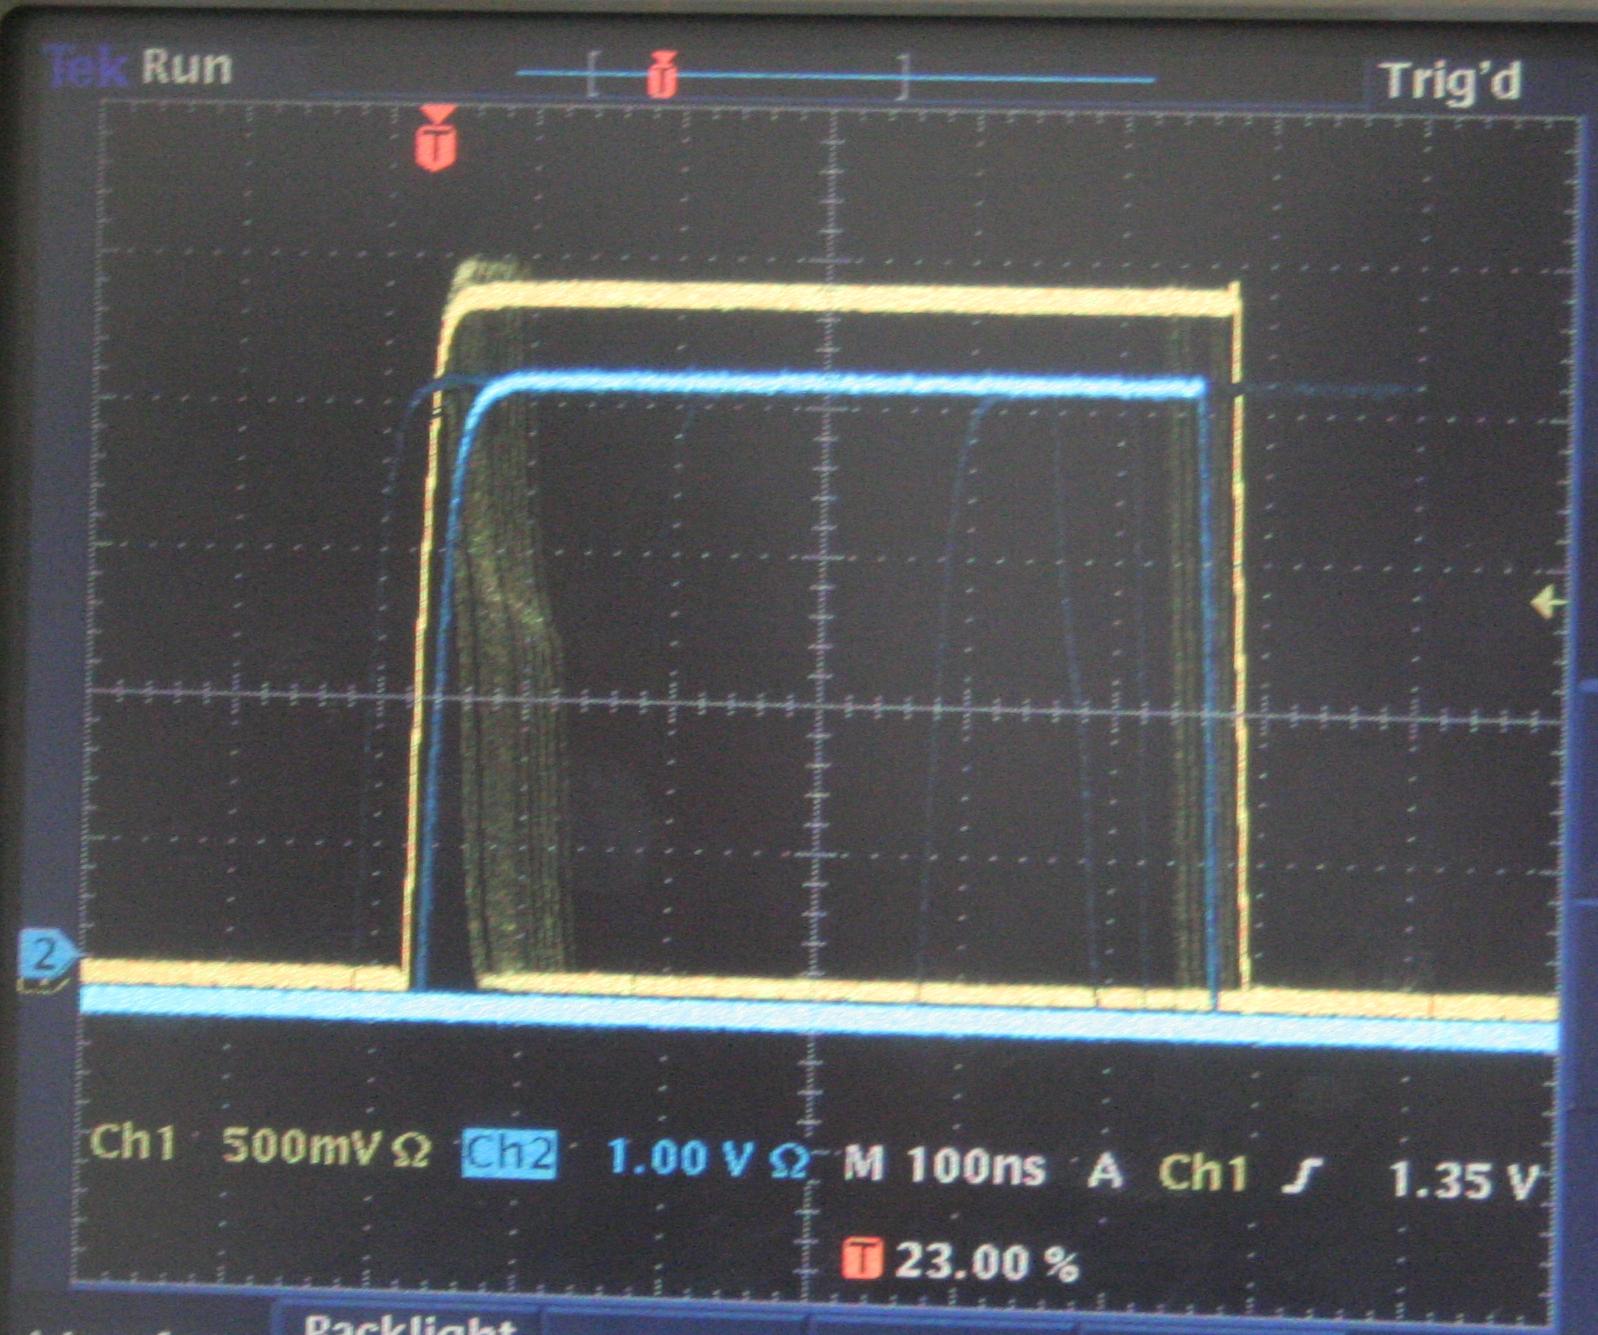 Tek Run Trig'd
T
T
2
Ch1 500mV Ω Ch2 1.00 V Ω M 100ns A Ch1 ʃ 1.35 V
T 23.00 %
Backlight